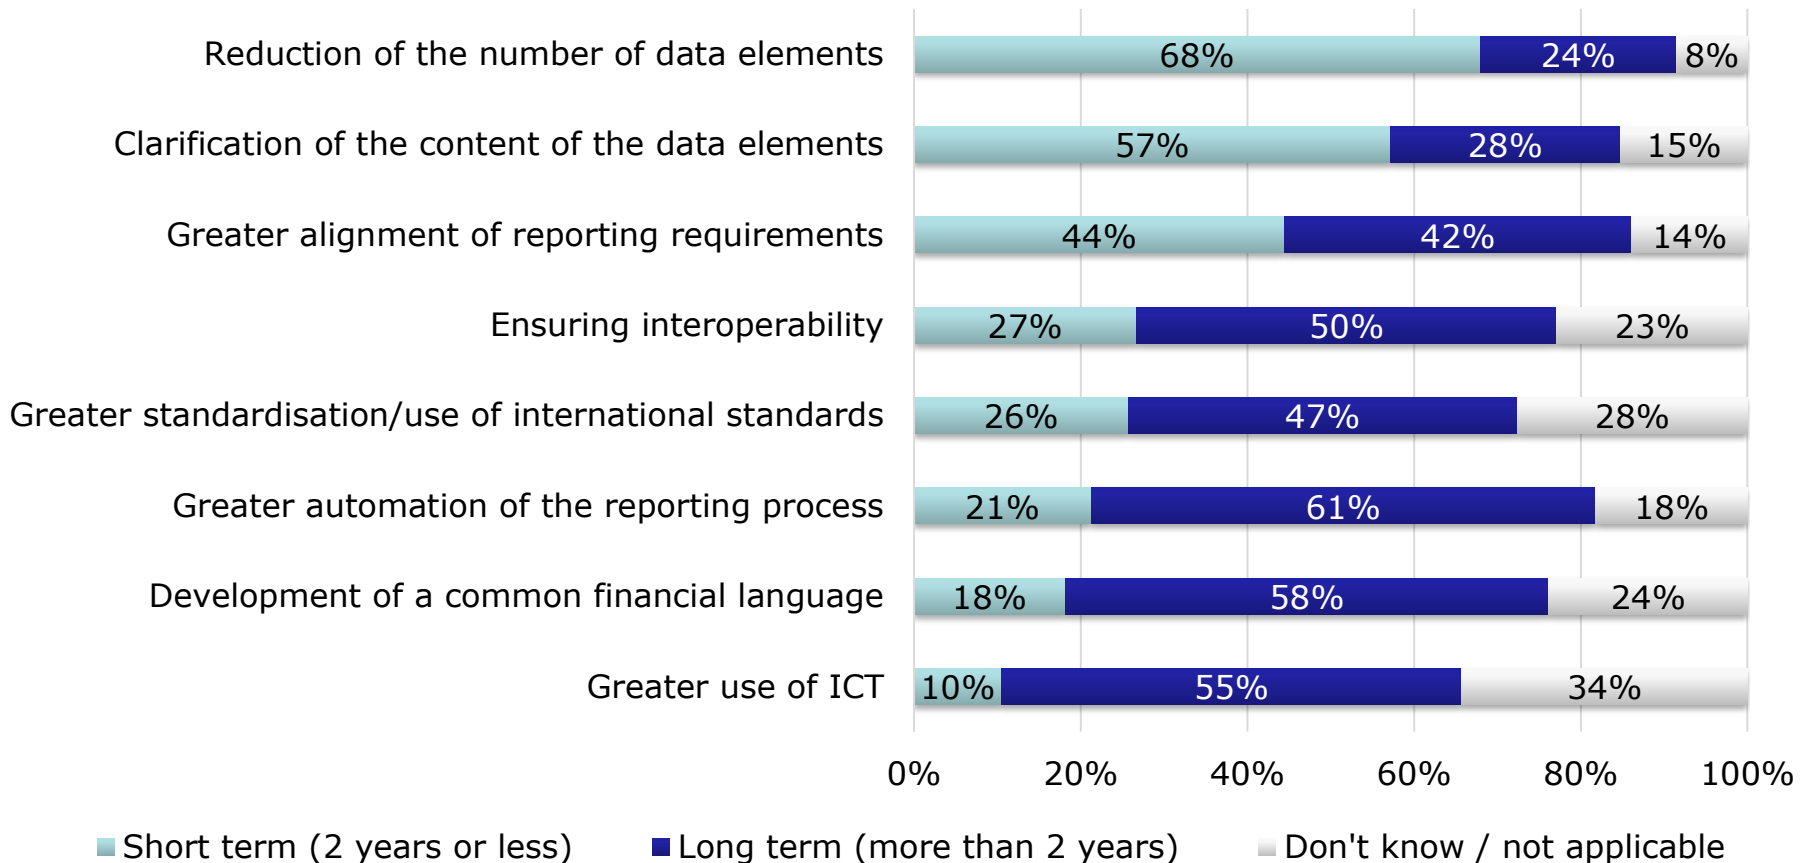 Reduction of the number of data elements 68% 24% 8%
Clarification of the content of the data elements 57% 28% 15%
Greater alignment of reporting requirements 44% 42% 14%
Ensuring interoperability 27% 50% 23%
Greater standardisation/use of international standards 26% 47% 28%
Greater automation of the reporting process 21% 61% 18%
Development of a common financial language 18% 58% 24%
Greater use of ICT 10% 55% 34%
0% 20% 40% 60% 80% 100%
Short term (2 years or less) Long term (more than 2 years) Don't know / not applicable